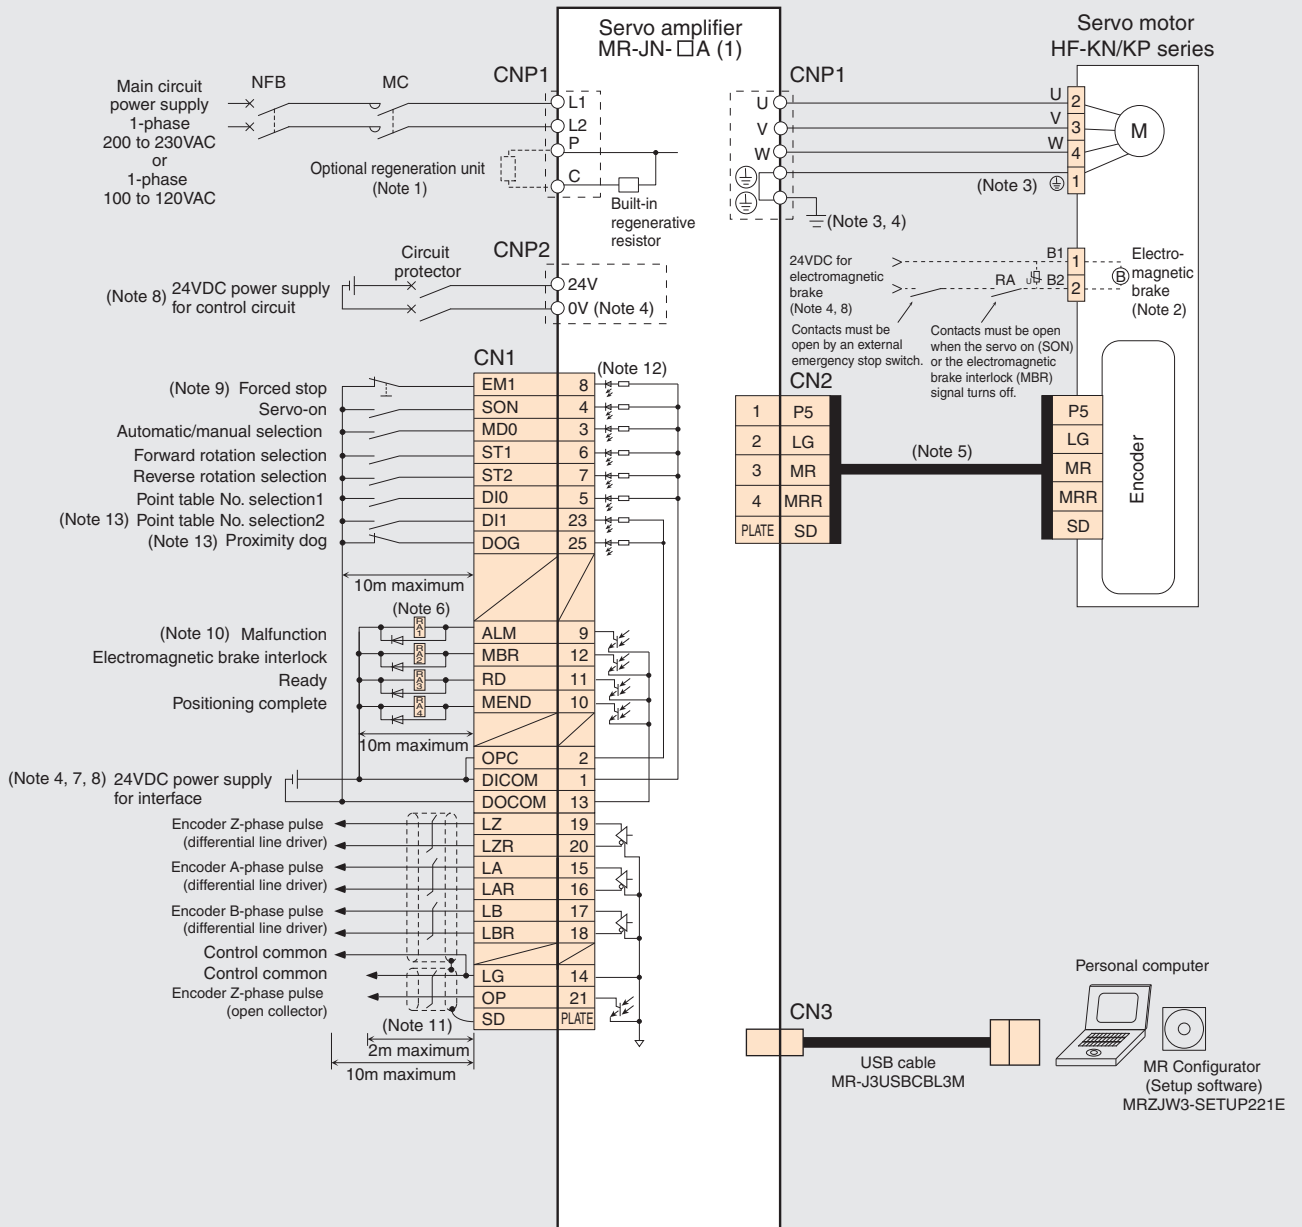 Servo amplifier
MR-JN-□A (1)
Servo motor
HF-KN/KP series
Main circuit
power supply
1-phase
200 to 230VAC
or
1-phase
100 to 120VAC
NFB
MC
CNP1
L1
L2
P
C
Optional regeneration unit
(Note 1)
Built-in
regenerative
resistor
CNP1
U
V
W
(Note 3, 4)
U
V
W
(Note 3)
2
3
4
1
M
CNP2
Circuit
protector
(Note 8) 24VDC power supply
for control circuit
24V
0V (Note 4)
24VDC for
electromagnetic
brake
(Note 4, 8)
RA
U
B1
B2
1
2
B
Electro-
magnetic
brake
(Note 2)
Contacts must be
open by an external
emergency stop switch.
Contacts must be open
when the servo on (SON)
or the electromagnetic
brake interlock (MBR)
signal turns off.
CN1
(Note 12)
(Note 9) Forced stop EM1 8
Servo-on SON 4
Automatic/manual selection MD0 3
Forward rotation selection ST1 6
Reverse rotation selection ST2 7
Point table No. selection1 DI0 5
(Note 13) Point table No. selection2 DI1 23
(Note 13) Proximity dog DOG 25
10m maximum
(Note 6)
(Note 10) Malfunction RA1 ALM 9
Electromagnetic brake interlock RA2 MBR 12
Ready RA3 RD 11
Positioning complete RA4 MEND 10
10m maximum
OPC 2
(Note 4, 7, 8) 24VDC power supply
for interface
DICOM 1
DOCOM 13
Encoder Z-phase pulse
(differential line driver)
LZ 19
LZR 20
Encoder A-phase pulse
(differential line driver)
LA 15
LAR 16
Encoder B-phase pulse
(differential line driver)
LB 17
LBR 18
Control common
Control common LG 14
Encoder Z-phase pulse
(open collector)
OP 21
SD PLATE
(Note 11)
2m maximum
10m maximum
CN2
1 P5
2 LG
3 MR
4 MRR
PLATE SD
(Note 5)
P5
LG
MR
MRR
SD
Encoder
CN3
USB cable
MR-J3USBCBL3M
Personal computer
MR Configurator
(Setup software)
MRZJW3-SETUP221E